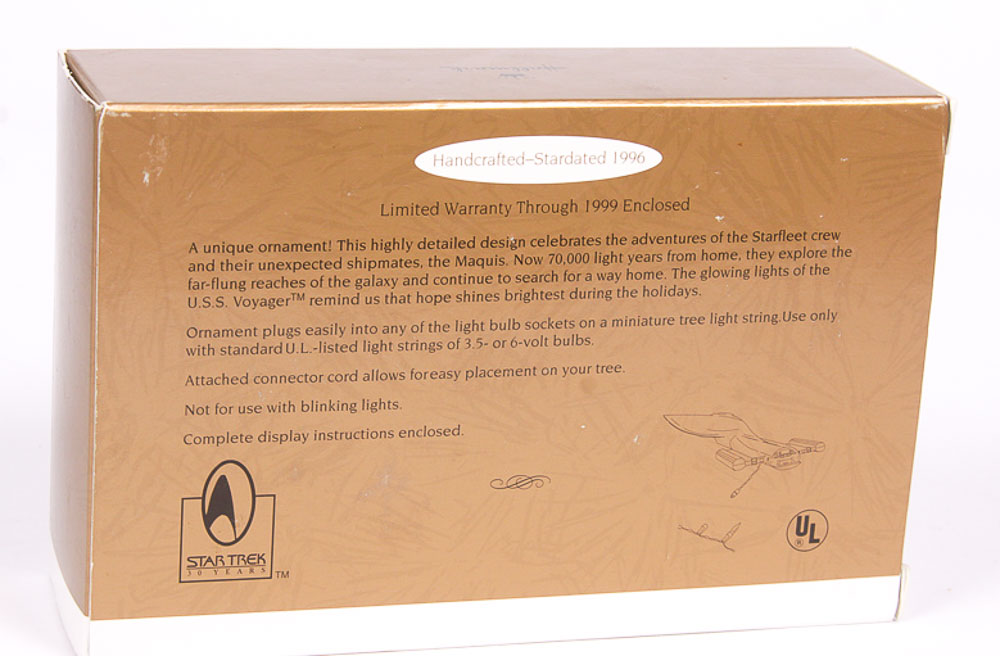 Hallmark
Handcrafted–Stardated 1996
Limited Warranty Through 1999 Enclosed
A unique ornament! This highly detailed design celebrates the adventures of the Starfleet crew
and their unexpected shipmates, the Maquis. Now 70,000 light years from home, they explore the
far-flung reaches of the galaxy and continue to search for a way home. The glowing lights of the
U.S.S. Voyager™ remind us that hope shines brightest during the holidays.
Ornament plugs easily into any of the light bulb sockets on a miniature tree light string.Use only
with standard U.L.-listed light strings of 3.5- or 6-volt bulbs.
Attached connector cord allows foreasy placement on your tree.
Not for use with blinking lights.
Complete display instructions enclosed.
STAR TREK
30 YEARS ™
UL ®